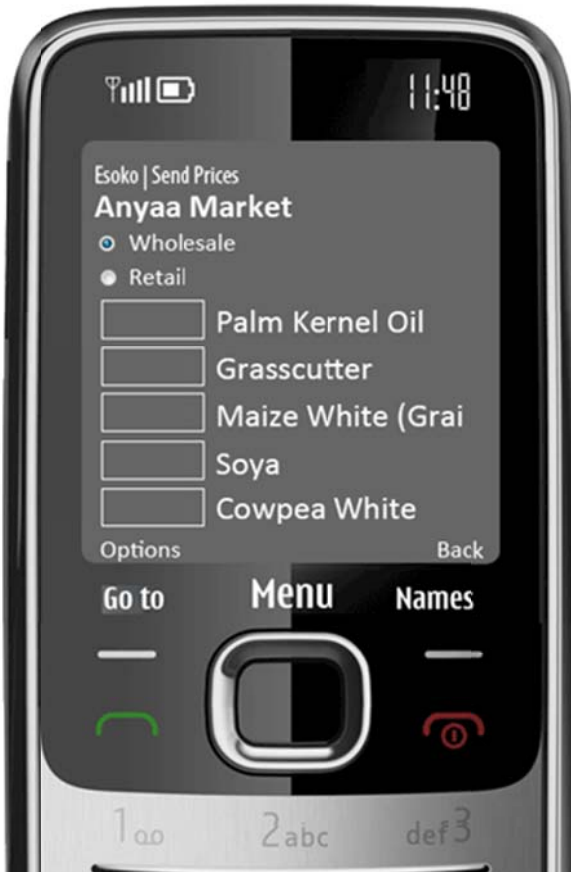 11:48
Esoko | Send Prices
Anyaa Market
Wholesale
Retail
Palm Kernel Oil
Grasscutter
Maize White (Grai
Soya
Cowpea White
Options Back
Go to Menu Names
1 2abc def3